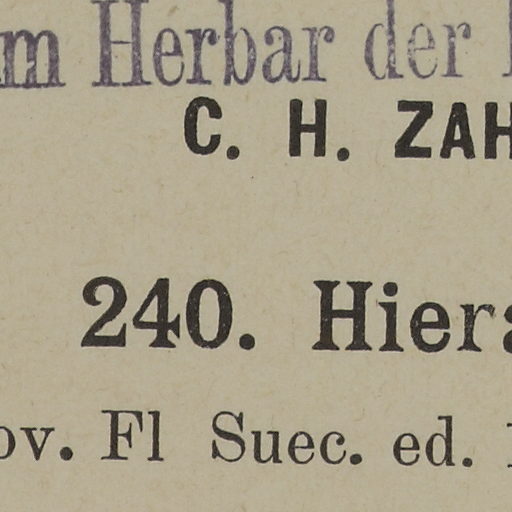 m Herbar der
C. H. ZAH
240. Hiera
ov. Fl Suec. ed.